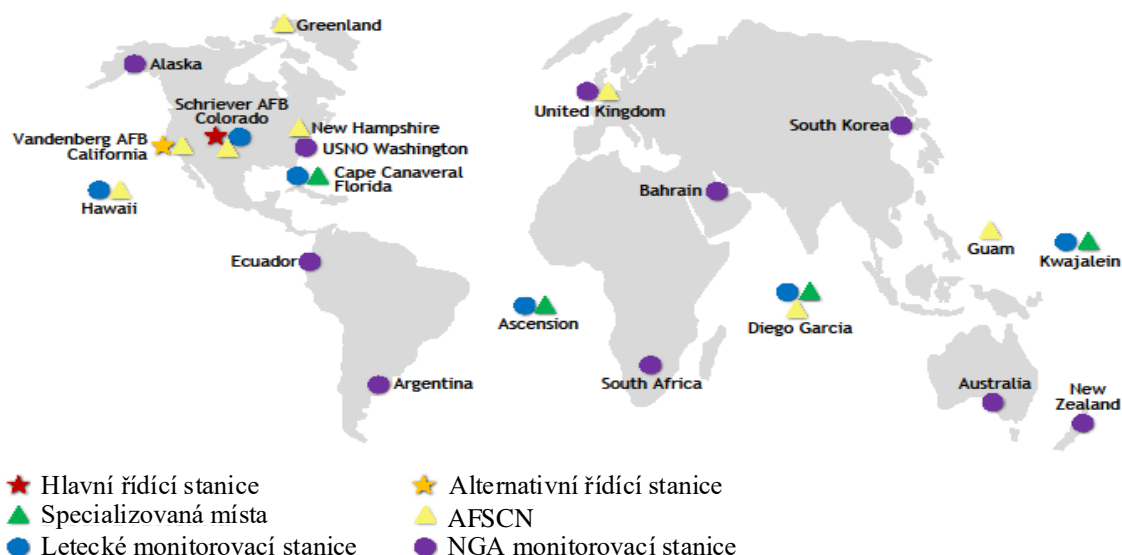 Greenland
Alaska
Schriever AFB
Colorado
Vandenberg AFB
California
New Hampshire
USNO Washington
Cape Canaveral
Florida
Hawaii
United Kingdom
South Korea
Bahrain
Ecuador
Guam
Kwajalein
Ascension
Diego Garcia
Argentina
South Africa
Australia
New
Zealand
Hlavní řídící stanice
Alternativní řídící stanice
Specializovaná místa
AFSCN
Letecké monitorovací stanice
NGA monitorovací stanice